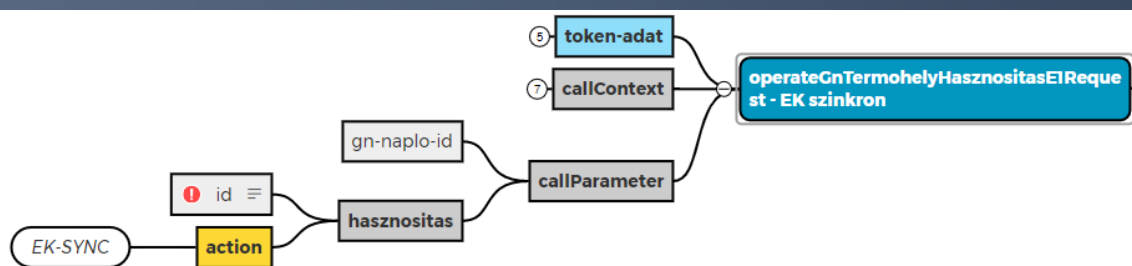 5
token-adat
operateGnTermohelyHasznositasE1Reque
st - EK szinkron
7
callContext
gn-naplo-id
callParameter
id
hasznositas
EK-SYNC
action